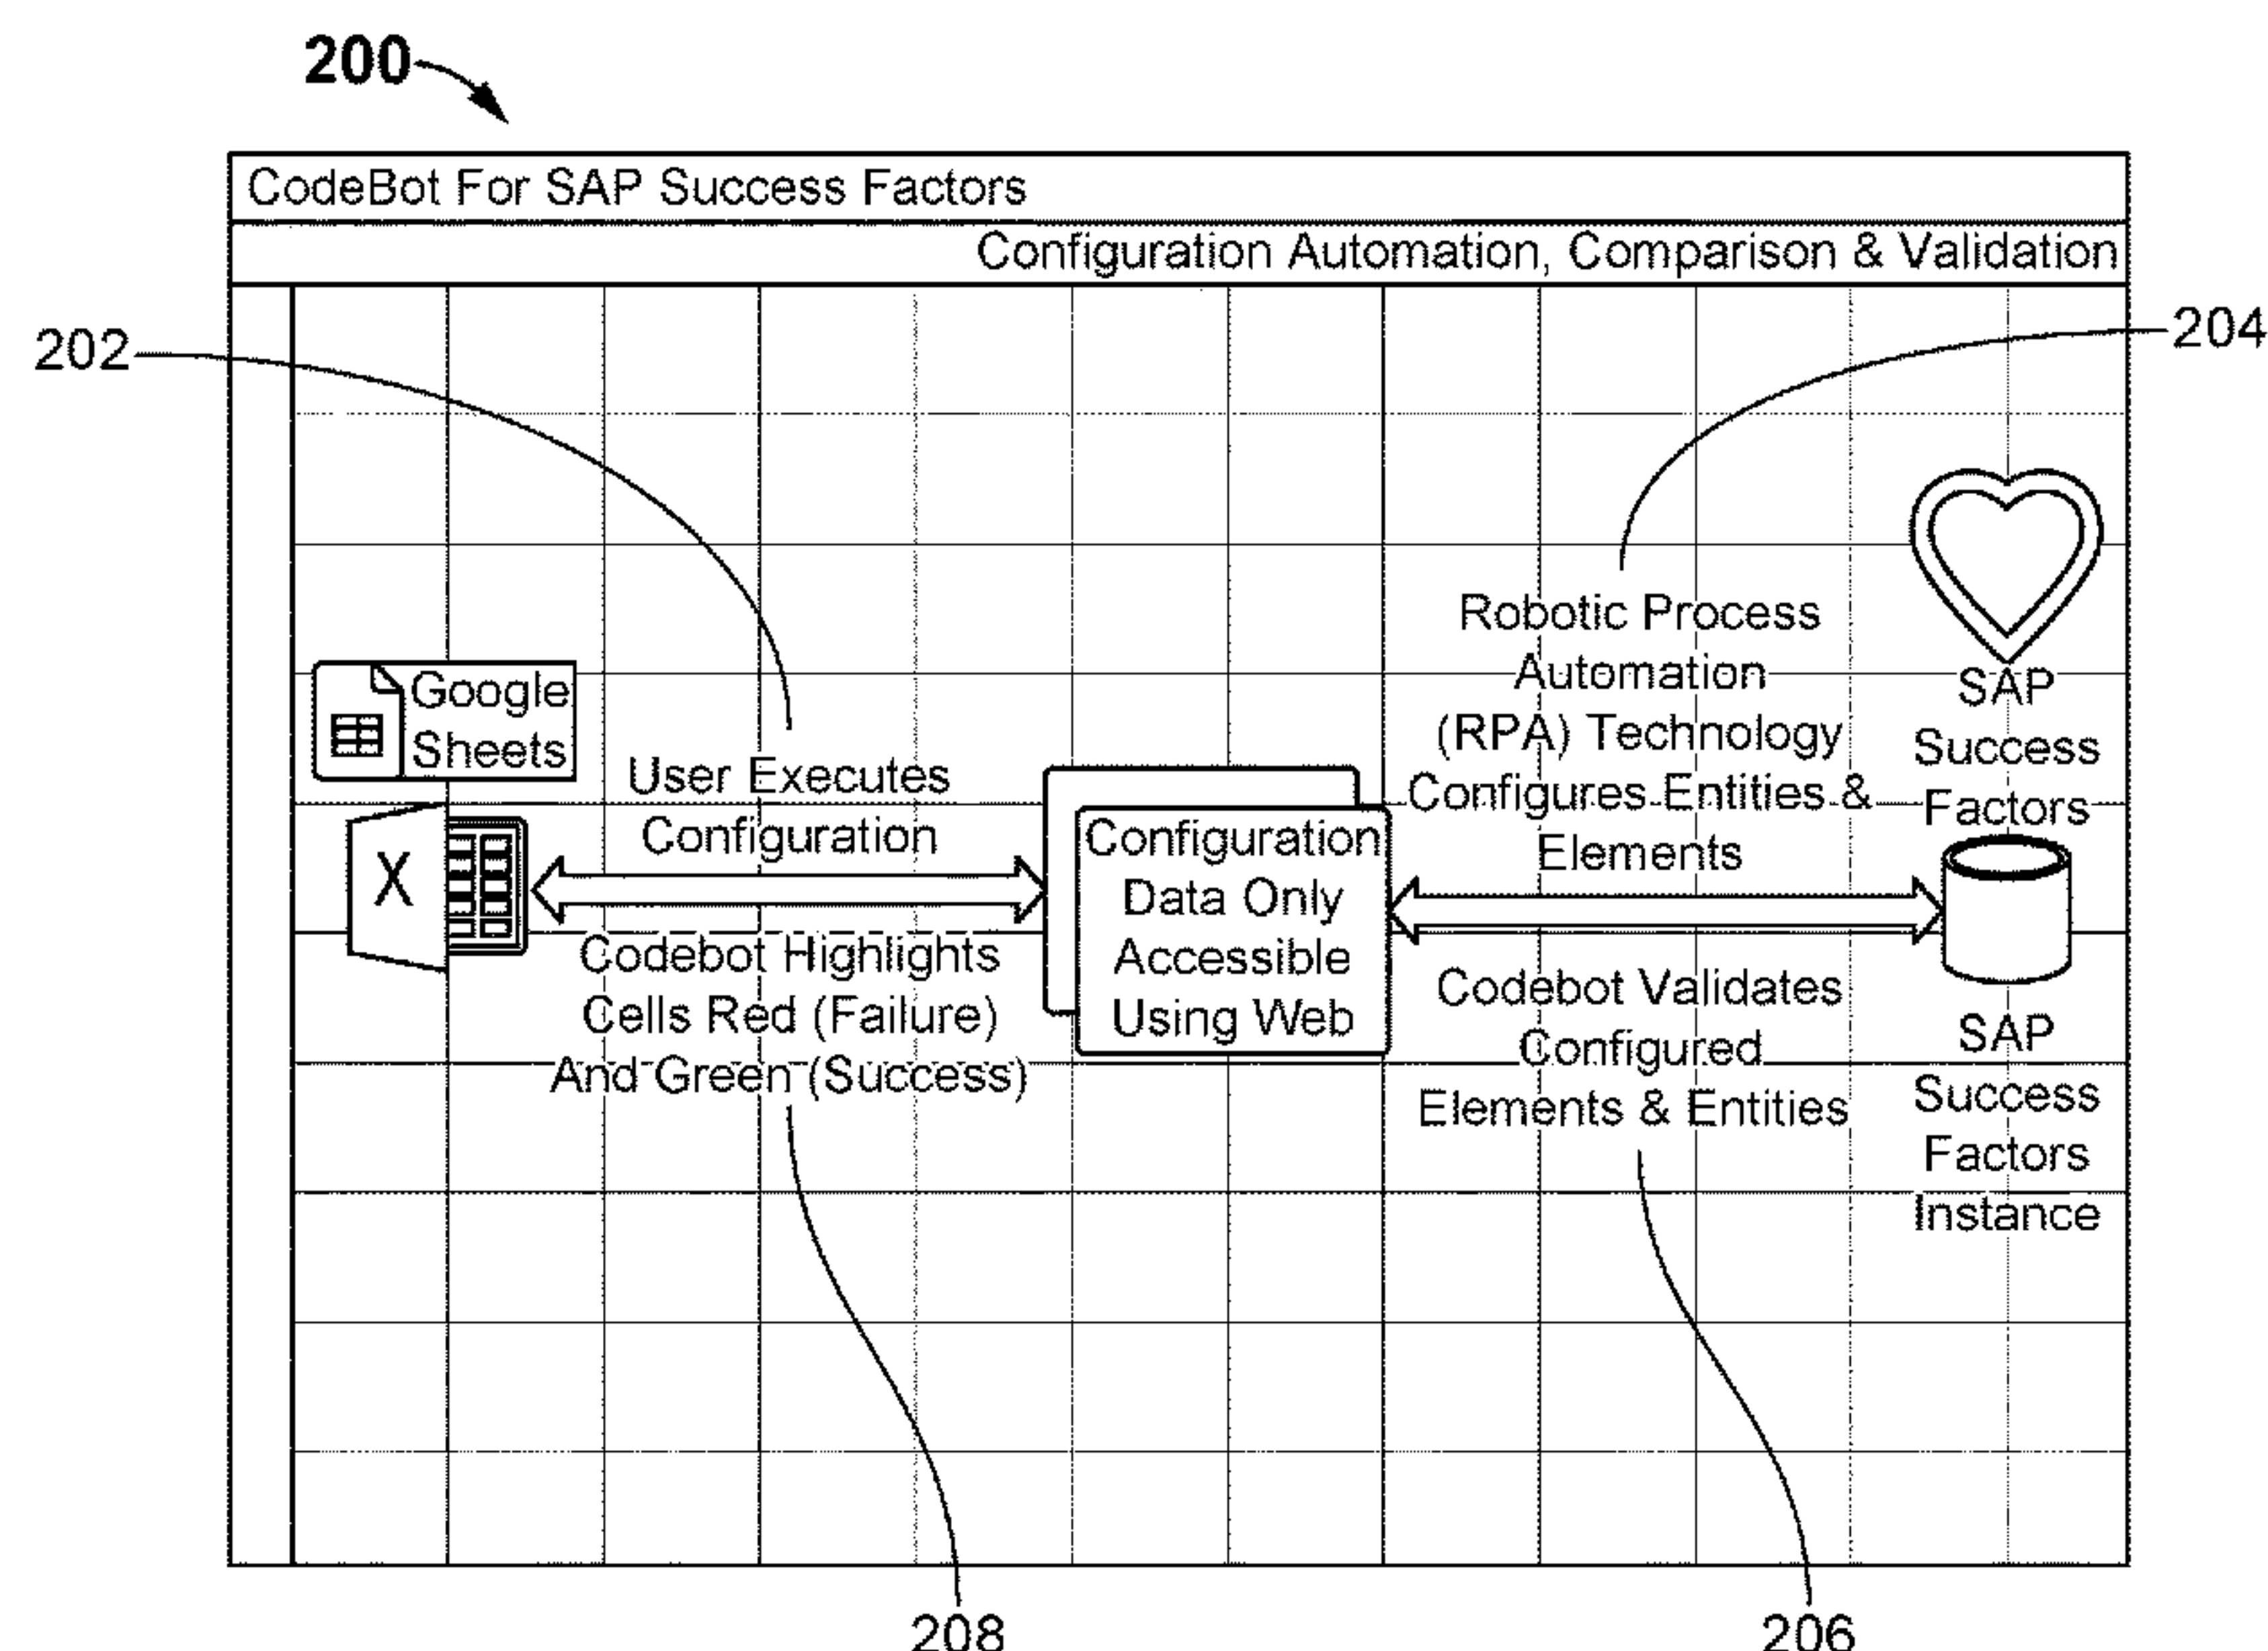 200
CodeBot For SAP Success Factors
Configuration Automation, Comparison & Validation
202
204
Google
Sheets
X
User Executes
Configuration
Codebot Highlights
Cells Red (Failure)
And Green (Success)
Configuration
Data Only
Accessible
Using Web
Robotic Process
Automation
(RPA) Technology
Configures Entities &
Elements
Codebot Validates
Configured
Elements & Entities
SAP
Success
Factors
SAP
Success
Factors
Instance
208
206